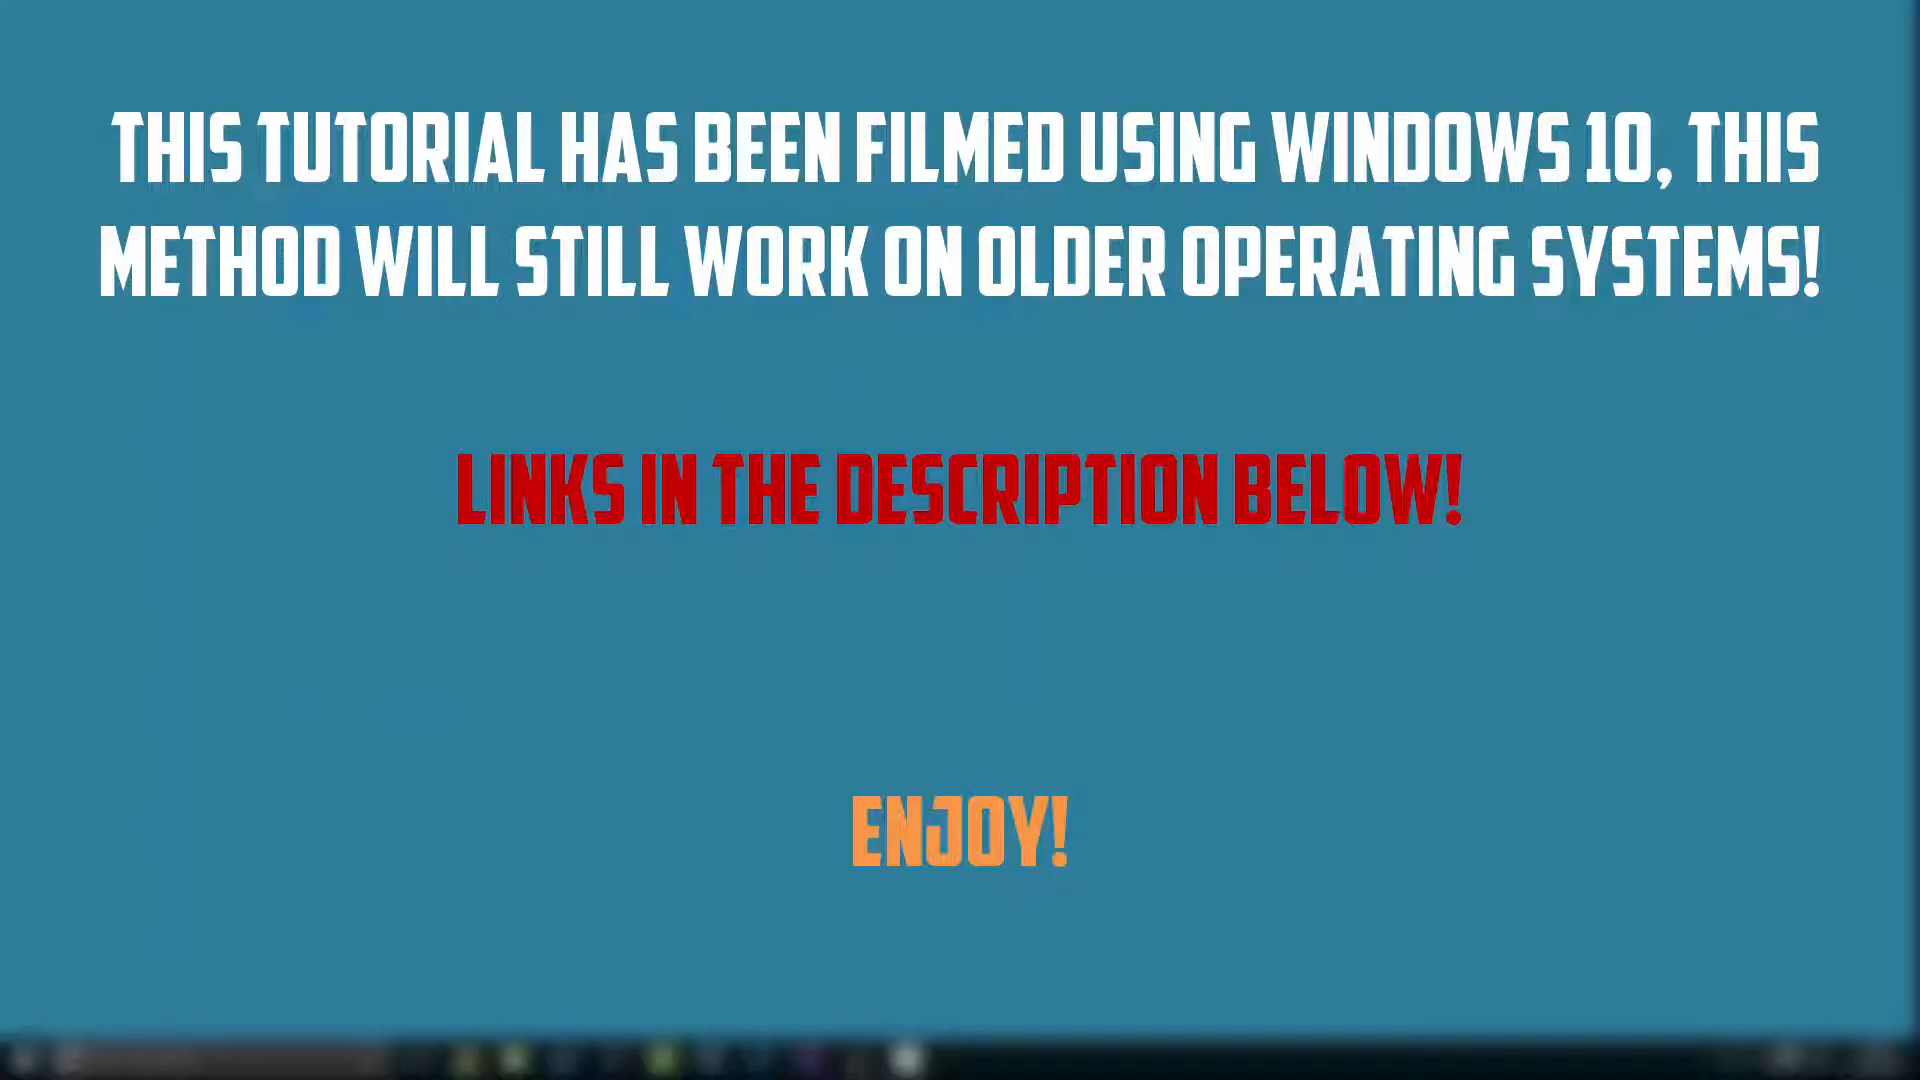 THIS TUTORIAL HAS BEEN FILMED USING WINDOWS 10, THIS
METHOD WILL STILL WORK ON OLDER OPERATING SYSTEMS!
LINKS IN THE DESCRIPTION BELOW!
ENJOY!